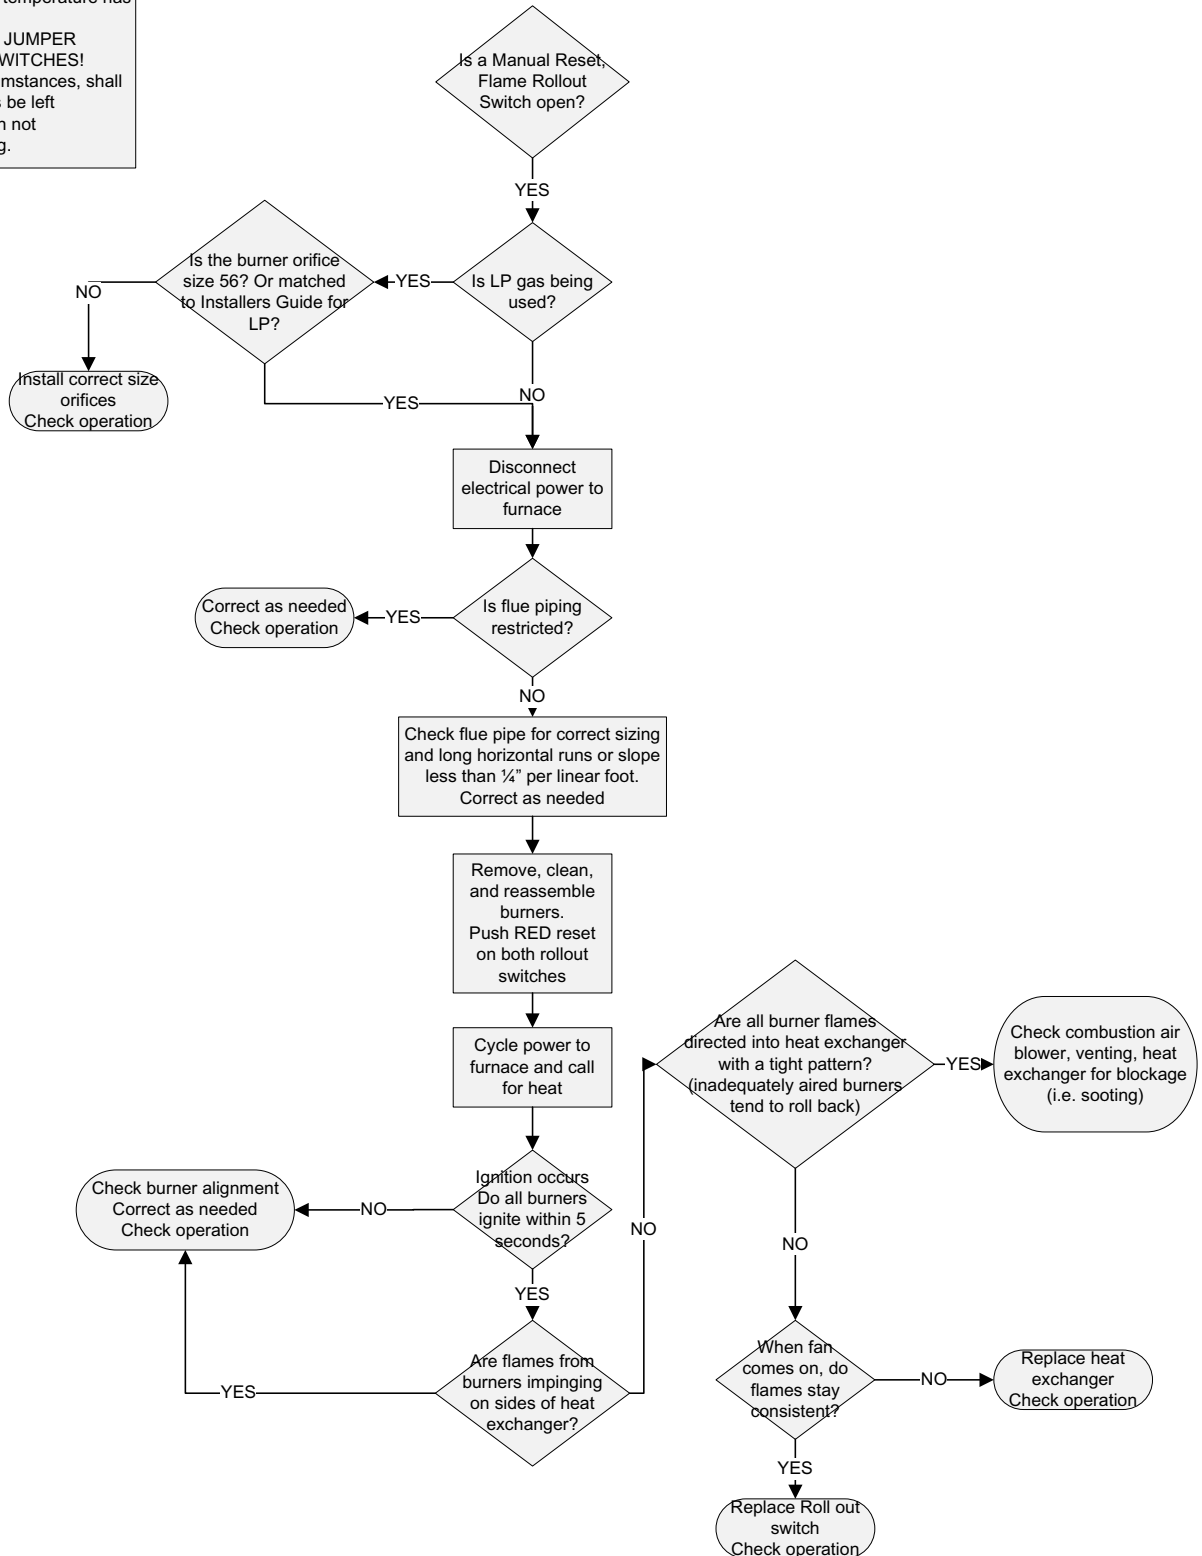 temperature has
JUMPER
WITCHES!
mstances, shall
be left
not
g.
Is a Manual Reset,
Flame Rollout
Switch open?
YES
Is the burner orifice
size 56? Or matched
to Installers Guide for
LP?
YES
Is LP gas being
used?
NO
Install correct size
orifices
Check operation
YES
NO
Disconnect
electrical power to
furnace
Correct as needed
Check operation
YES
Is flue piping
restricted?
NO
Check flue pipe for correct sizing
and long horizontal runs or slope
less than ¼” per linear foot.
Correct as needed
Remove, clean,
and reassemble
burners.
Push RED reset
on both rollout
switches
Cycle power to
furnace and call
for heat
Are all burner flames
directed into heat exchanger
with a tight pattern?
(inadequately aired burners
tend to roll back)
YES
Check combustion air
blower, venting, heat
exchanger for blockage
(i.e. sooting)
Check burner alignment
Correct as needed
Check operation
NO
Ignition occurs
Do all burners
ignite within 5
seconds?
NO
NO
YES
Are flames from
burners impinging
on sides of heat
exchanger?
YES
When fan
comes on, do
flames stay
consistent?
NO
Replace heat
exchanger
Check operation
YES
Replace Roll out
switch
Check operation